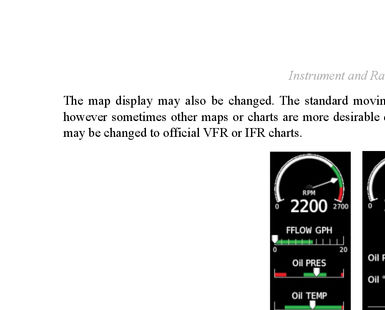 Instrument and Ra
The map display may also be changed. The standard movin
however sometimes other maps or charts are more desirable
may be changed to official VFR or IFR charts.
RPM
0 2200 2700
FFLOW GPH
0 20
Oil PRES
Oil P
Oil °
Oil TEMP